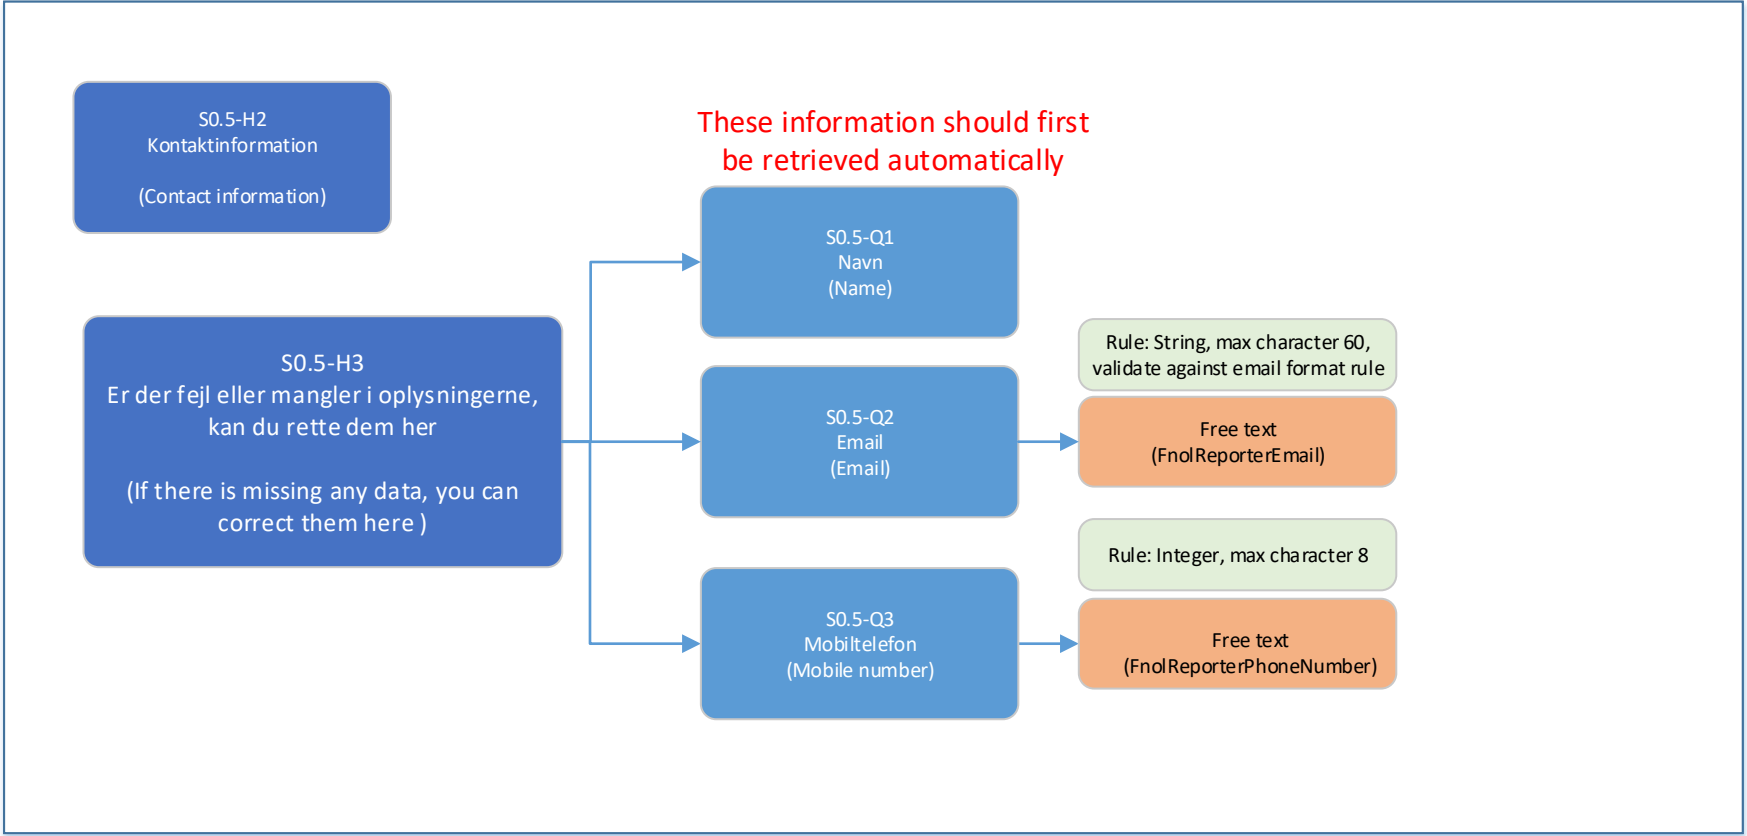 S0.5-H2
Kontaktinformation
(Contact information)
These information should first
be retrieved automatically
S0.5-H3
Er der fejl eller mangler i oplysningerne,
kan du rette dem her
(If there is missing any data, you can
correct them here )
S0.5-Q1
Navn
(Name)
S0.5-Q2
Email
(Email)
Rule: String, max character 60,
validate against email format rule
Free text
(FnolReporterEmail)
S0.5-Q3
Mobiltelefon
(Mobile number)
Rule: Integer, max character 8
Free text
(FnolReporterPhoneNumber)